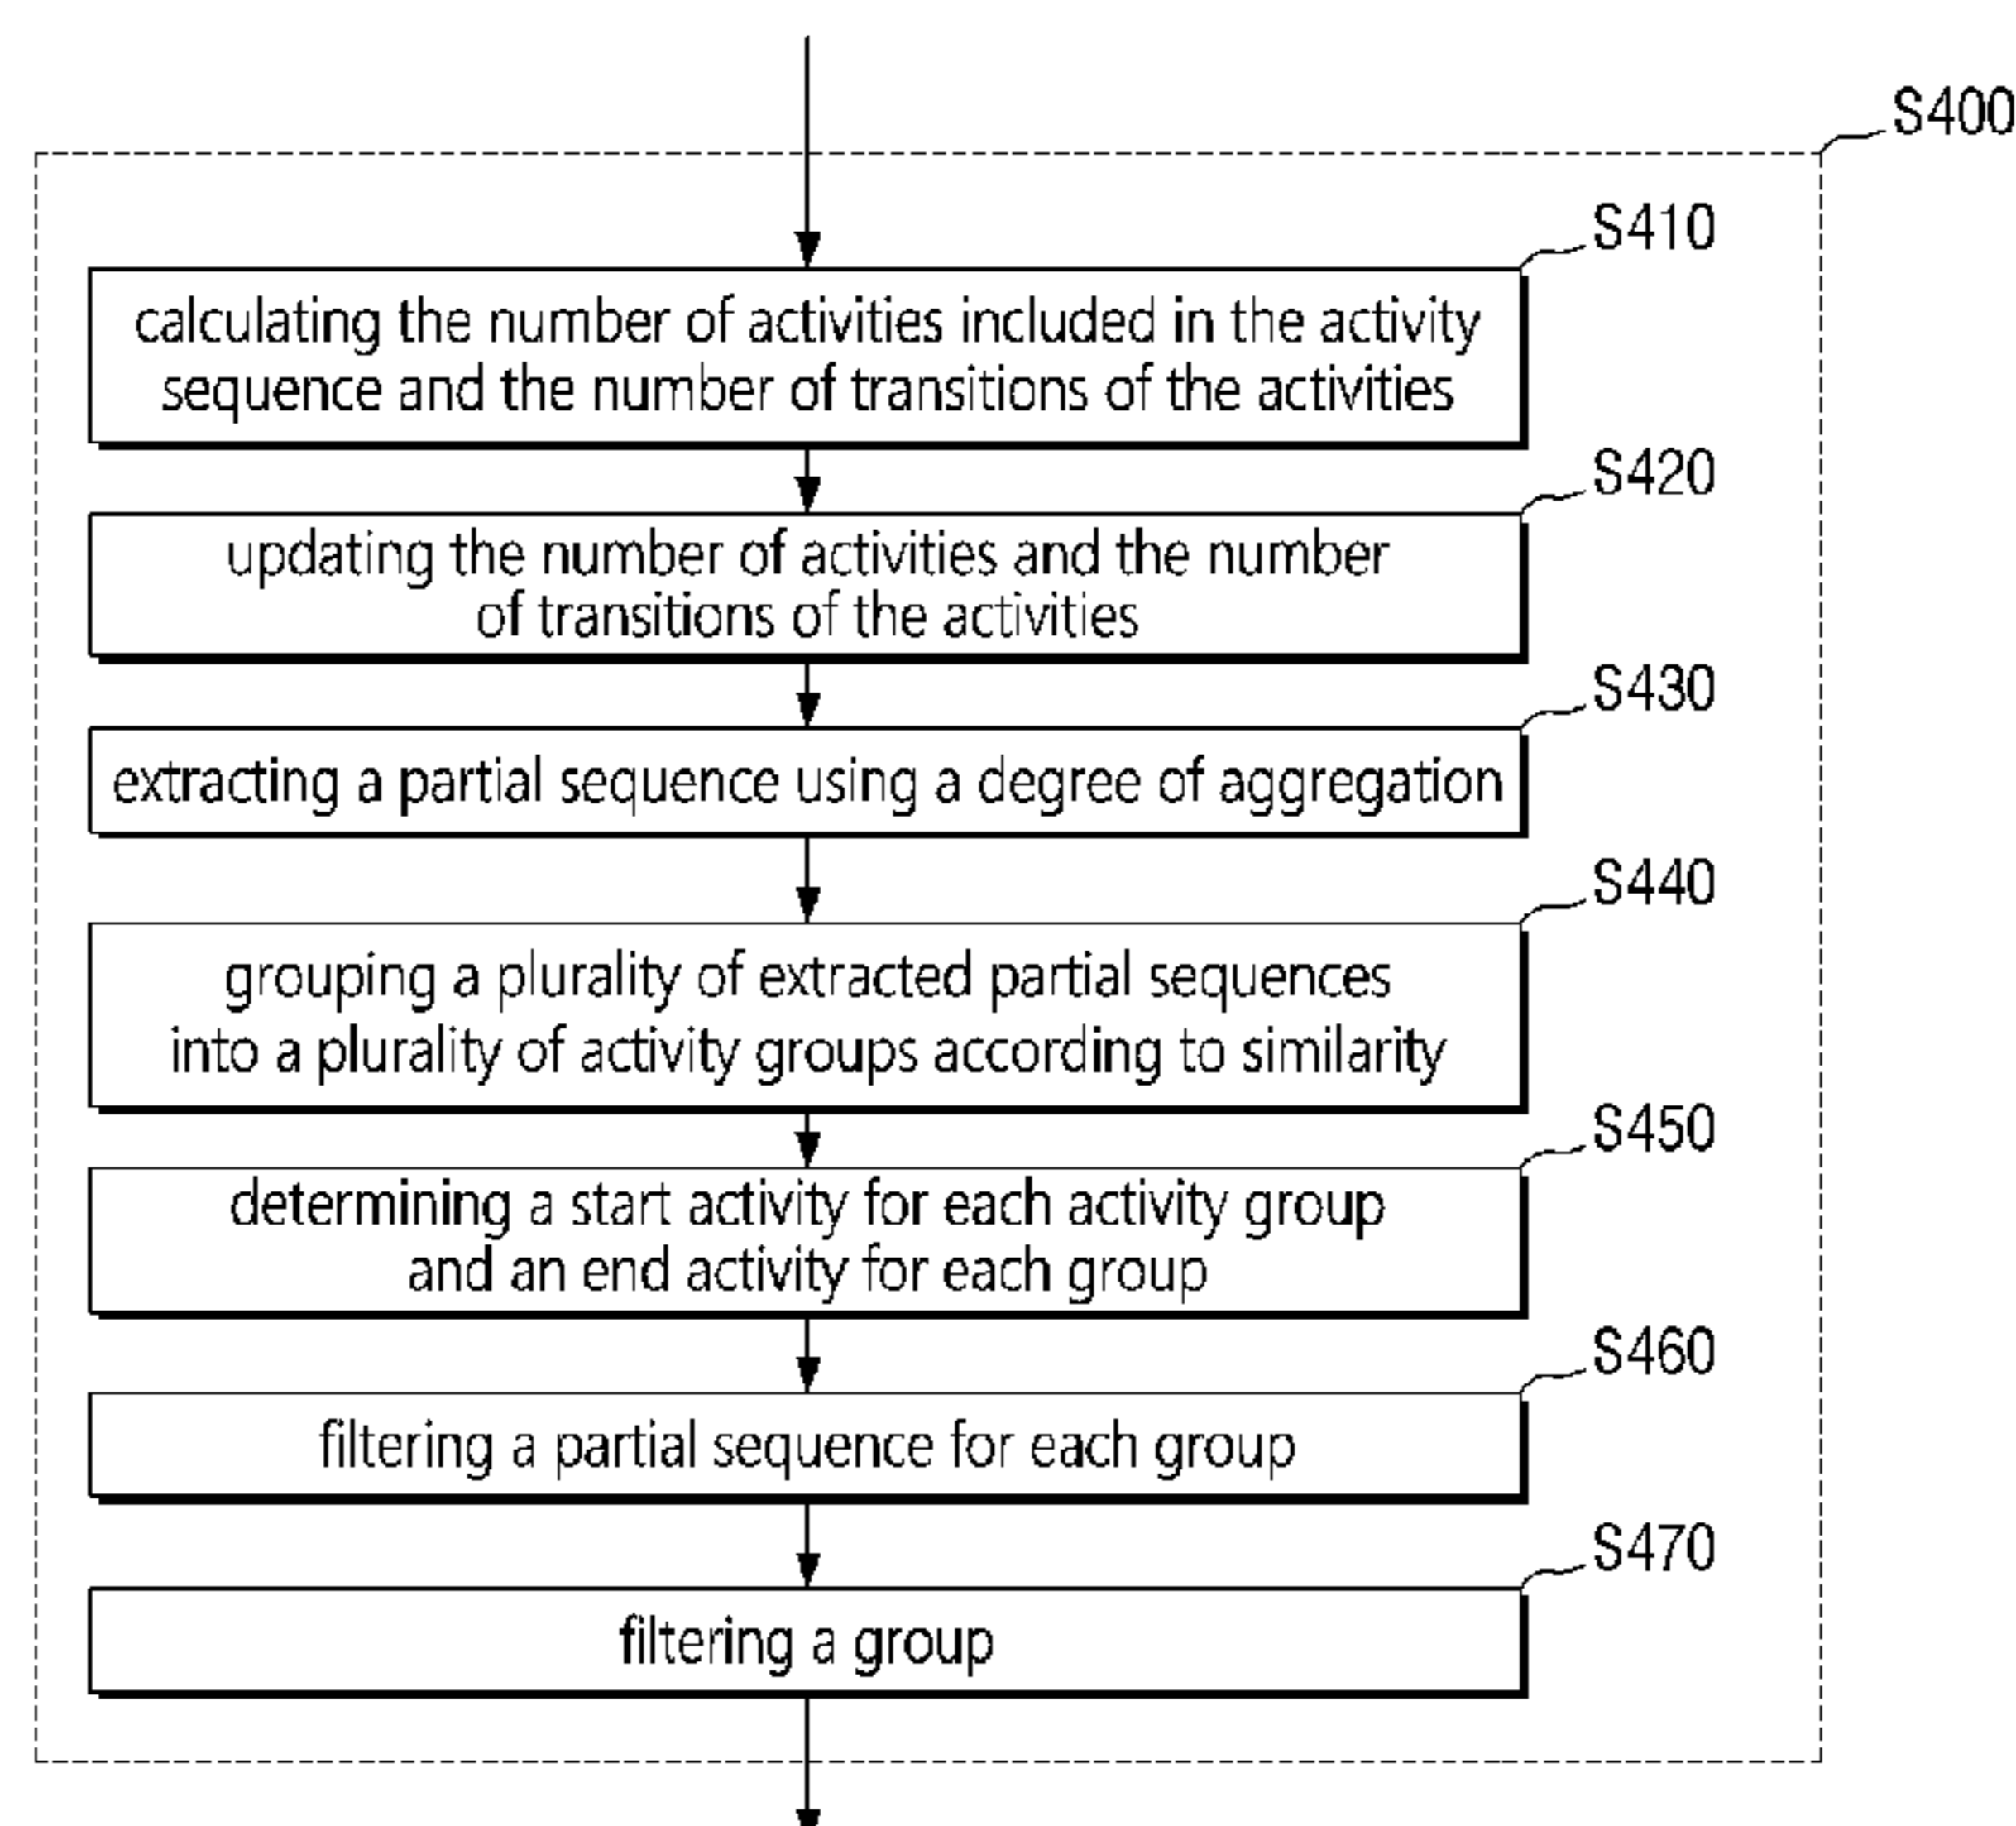 S400
S410
calculating the number of activities included in the activity
sequence and the number of transitions of the activities
S420
updating the number of activities and the number
of transitions of the activities
S430
extracting a partial sequence using a degree of aggregation
S440
grouping a plurality of extracted partial sequences
into a plurality of activity groups according to similarity
S450
determining a start activity for each activity group
and an end activity for each group
S460
filtering a partial sequence for each group
S470
filtering a group